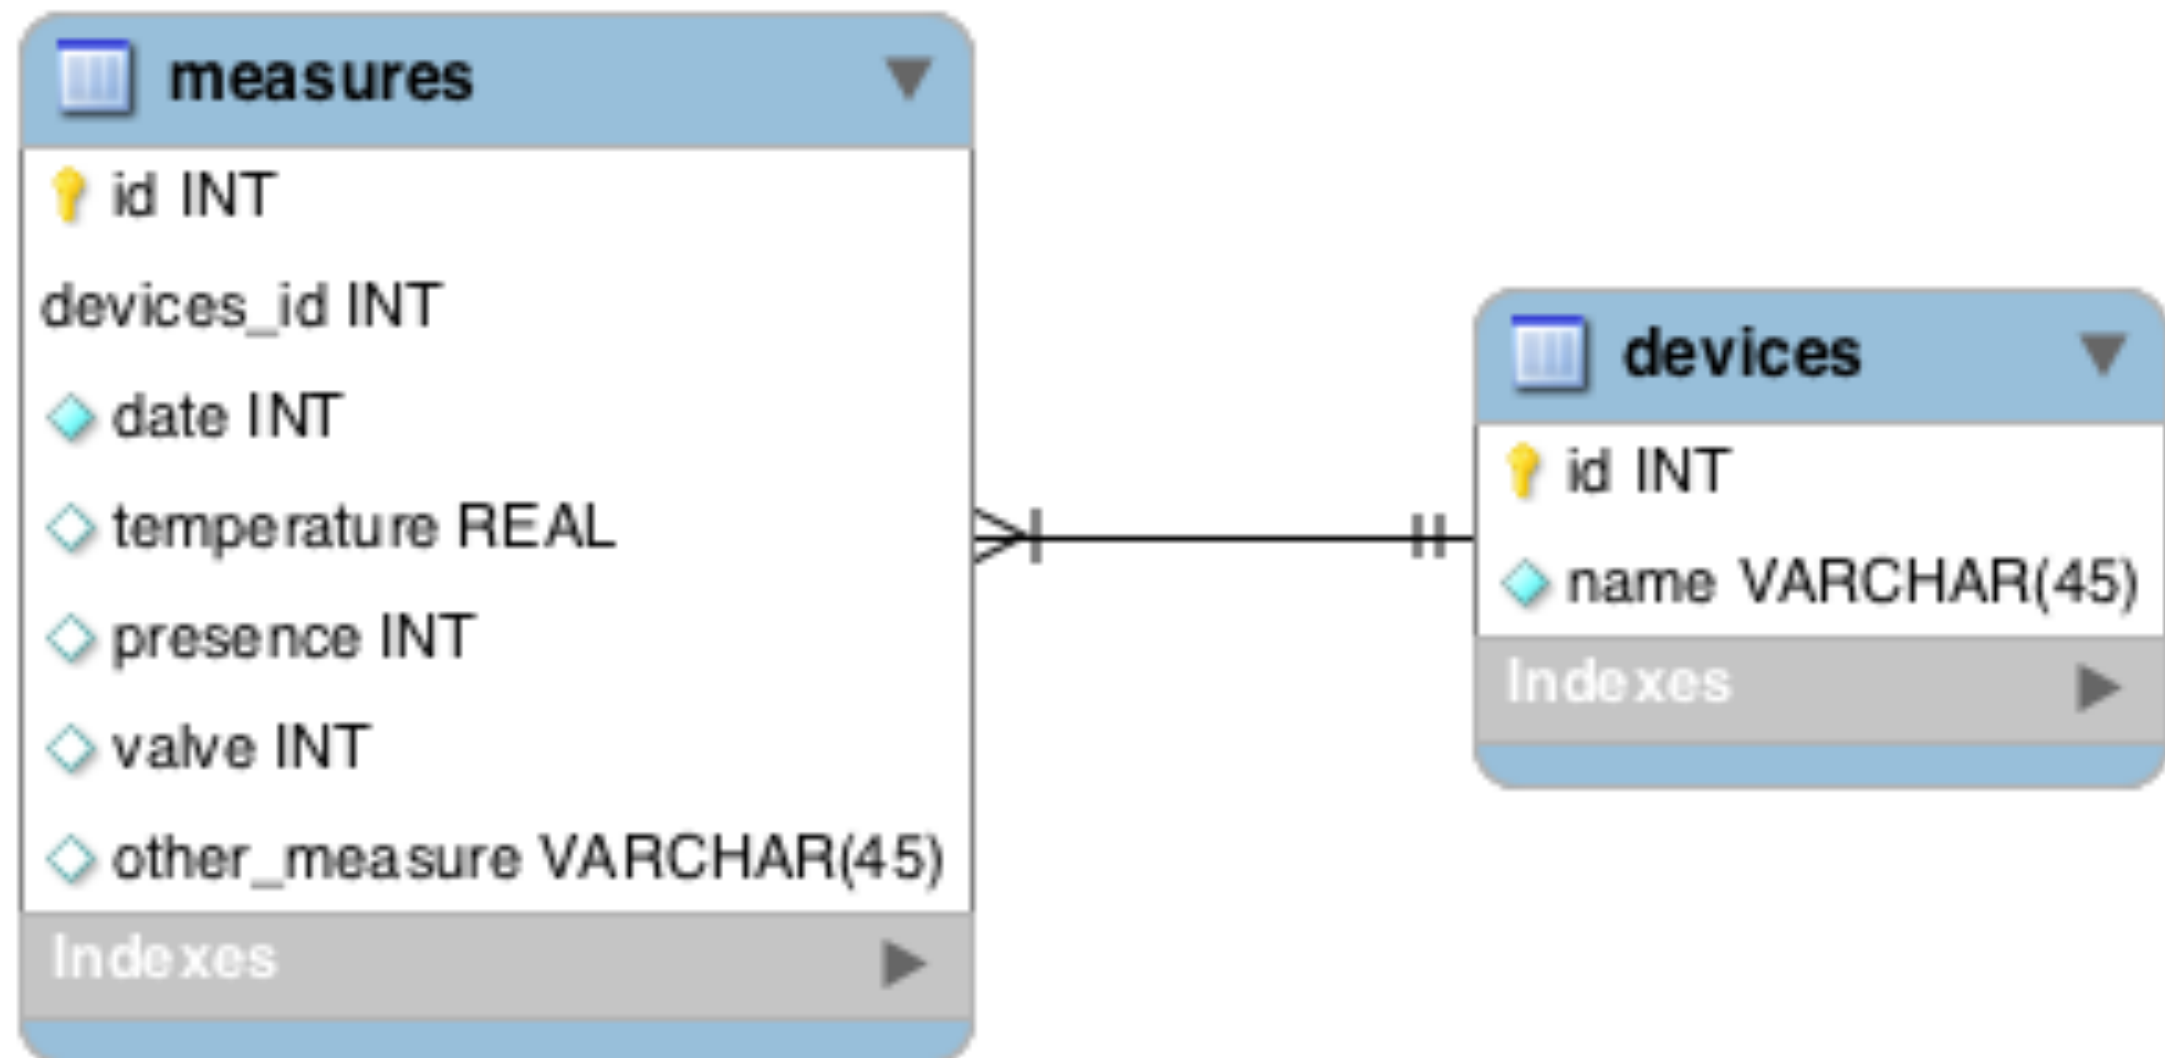 measures
id INT
devices_id INT
date INT
temperature REAL
presence INT
valve INT
other_measure VARCHAR(45)
Indexes
devices
id INT
name VARCHAR(45)
Indexes